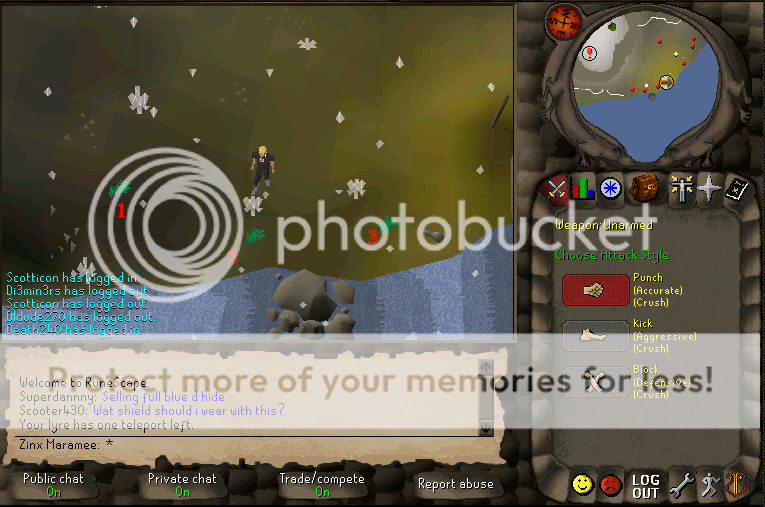 1
2
3
Scotticon has logged in.
Di3min3rs has logged out.
Scotticon has logged out.
Dldude270 has logged out.
Death240 has logged in.
photobucket
Protect more of your memories for less!
Welcome to RuneScape.
Superdannny: Selling full blue d hide
Scooter430: Wat shield should i wear with this?
Your lyre has one teleport left.
Zinx Maramee: *
Public chat
On
Private chat
On
Trade/compete
On
Report abuse
Weapon: Unarmed
Choose Attack Style
Punch
(Accurate)
(Crush)
Kick
(Aggressive)
(Crush)
Block
(Defensive)
(Crush)
LOG
OUT